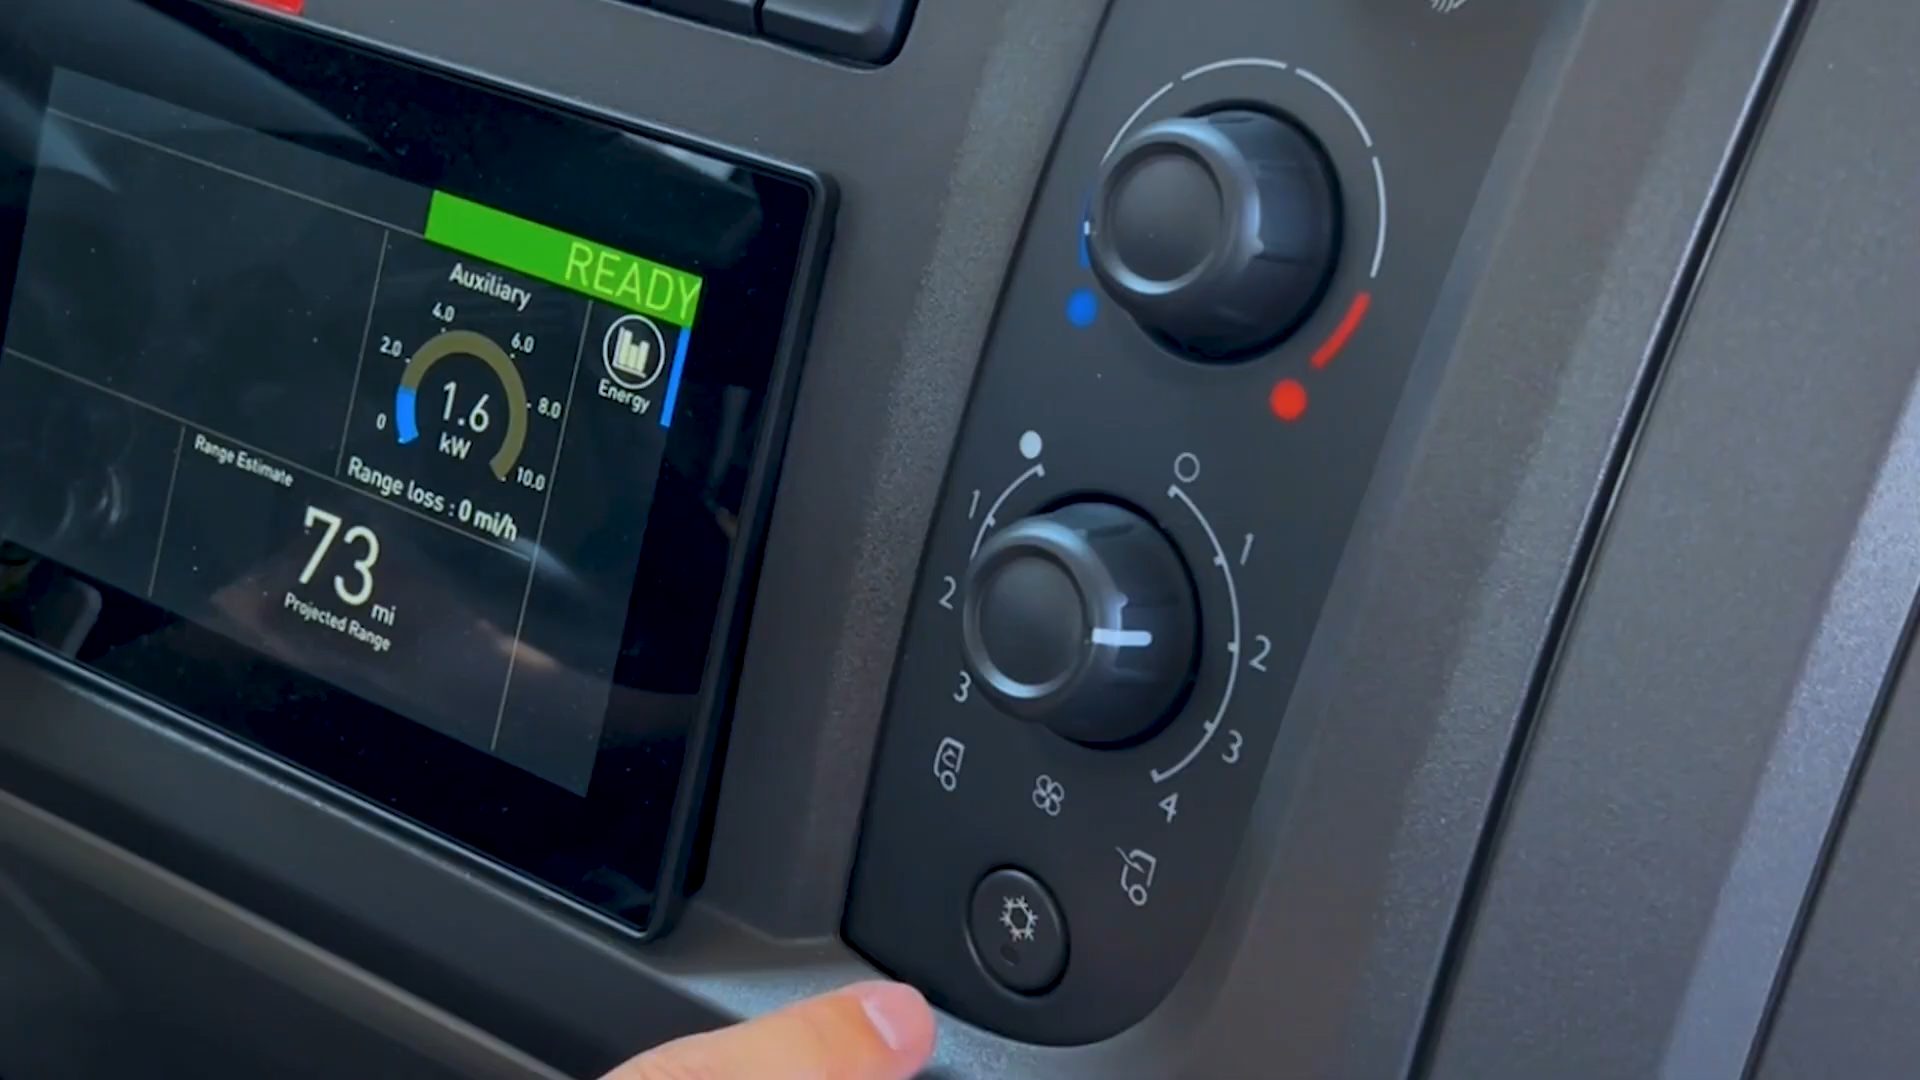 READY
Auxiliary
4.0
6.0
2.0
8.0
0
10.0
1.6
kW
Energy
Range loss : 0 mi/h
Range Estimate
73 mi
Projected Range
1
2
3
1
2
3
4